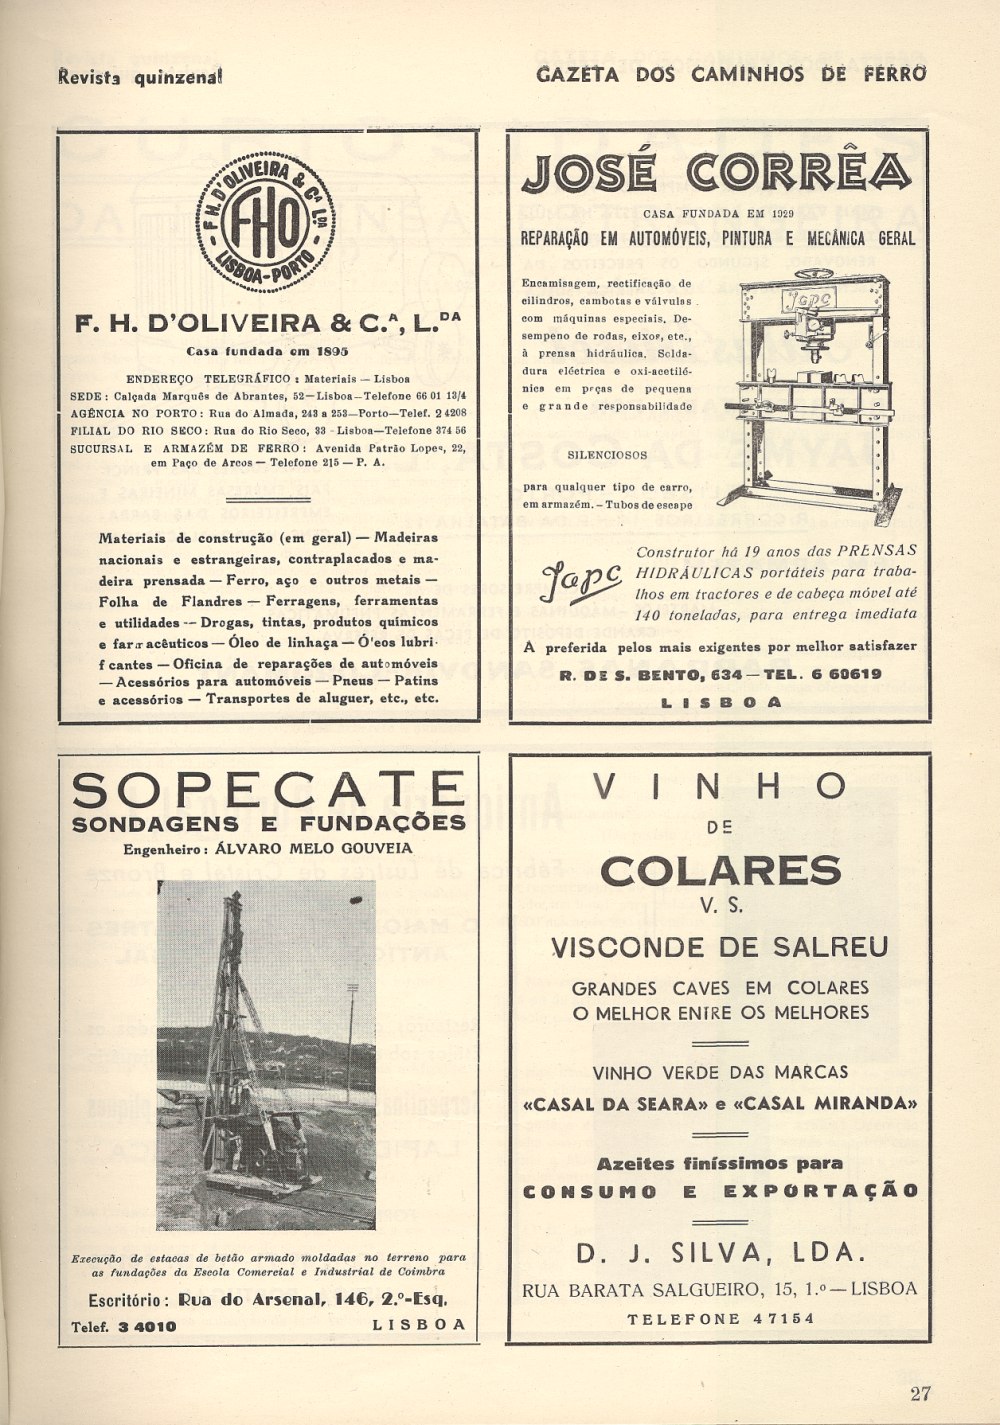 Revista quinzenal
GAZETA DOS CAMINHOS DE FERRO
F. H. D'OLIVEIRA & Cª LDA
FHO
LISBOA-PORTO
F. H. D'OLIVEIRA & C.ᴬ, L.ᴰᴬ
Casa fundada em 1895
ENDEREÇO TELEGRÁFICO : Materiais — Lisboa
SEDE : Calçada Marquês de Abrantes, 52—Lisboa—Telefone 66 01 13/4
AGÊNCIA NO PORTO : Rua do Almada, 243 a 253—Porto—Telef. 2 4208
FILIAL DO RIO SECO : Rua do Rio Seco, 33 - Lisboa—Telefone 374 56
SUCURSAL E ARMAZÉM DE FERRO : Avenida Patrão Lopes, 22,
em Paço de Arcos — Telefone 215 — P. A.
Materiais de construção (em geral) — Madeiras
nacionais e estrangeiras, contraplacados e ma-
deira prensada — Ferro, aço e outros metais —
Folha de Flandres — Ferragens, ferramentas
e utilidades — Drogas, tintas, produtos químicos
e farmacêuticos — Óleo de linhaça — Ó'eos lubri-
f cantes — Oficina de reparações de automóveis
— Acessórios para automóveis — Pneus — Patins
e acessórios — Transportes de aluguer, etc., etc.
JOSÉ CORRÊA
CASA FUNDADA EM 1929
REPARAÇÃO EM AUTOMÓVEIS, PINTURA E MECÂNICA GERAL
Encamisagem, rectificação de
cilindros, cambotas e válvulas
com máquinas especiais. De-
sempeno de rodas, eixos, etc.,
à prensa hidráulica. Solda-
dura eléctrica e oxi-acetilé-
nica em peças de pequena
e grande responsabilidade
Japc
SILENCIOSOS
para qualquer tipo de carro,
em armazém. - Tubos de escape
Japc
Construtor há 19 anos das PRENSAS
HIDRÁULICAS portáteis para traba-
lhos em tractores e de cabeça móvel até
140 toneladas, para entrega imediata
A preferida pelos mais exigentes por melhor satisfazer
R. DE S. BENTO, 634 — TEL. 6 60619
LISBOA
SOPECATE
SONDAGENS E FUNDAÇÕES
Engenheiro : ÁLVARO MELO GOUVEIA
Execução de estacas de betão armado moldadas no terreno para
as fundações da Escola Comercial e Industrial de Coimbra
Escritório : Rua do Arsenal, 146, 2.º-Esq.
Telef. 3 4010 LISBOA
VINHO
DE
COLARES
V. S.
VISCONDE DE SALREU
GRANDES CAVES EM COLARES
O MELHOR ENTRE OS MELHORES
VINHO VERDE DAS MARCAS
«CASAL DA SEARA» e «CASAL MIRANDA»
Azeites finíssimos para
CONSUMO E EXPORTAÇÃO
D. J. SILVA, LDA.
RUA BARATA SALGUEIRO, 15, 1.º — LISBOA
TELEFONE 47154
27